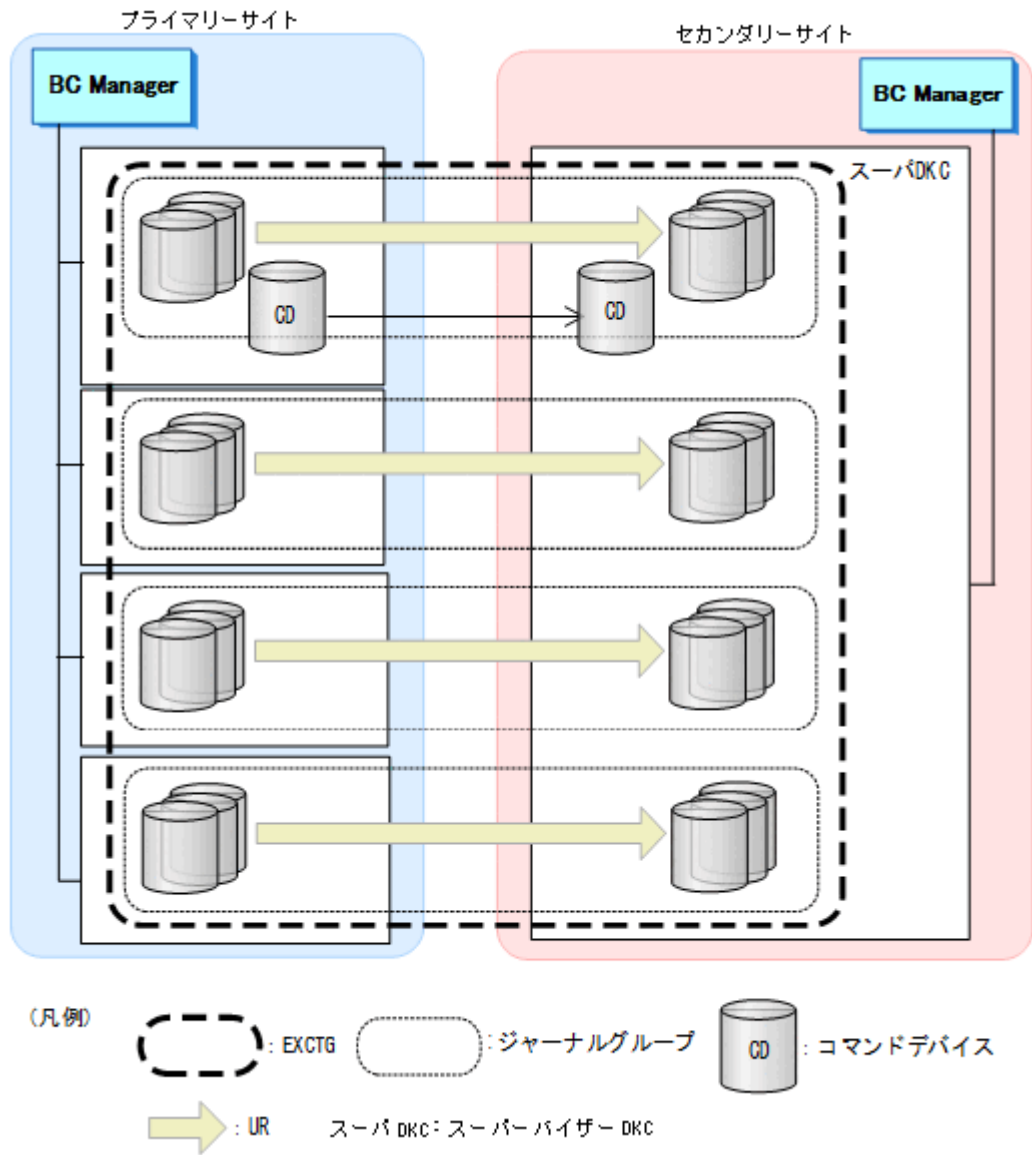 プライマリーサイト
セカンダリーサイト
BC Manager
BC Manager
スーパDKC
CD
CD
(凡例)
: EXCTG
: ジャーナルグループ
CD
: コマンドデバイス
: UR
スーパDKC：スーパーバイザーDKC